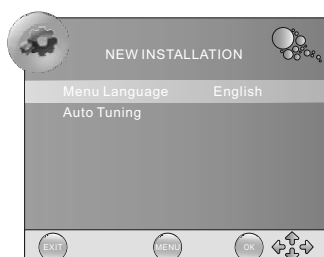 NEW INSTALLATION
Menu Language English
Auto Tuning
EXIT MENU OK